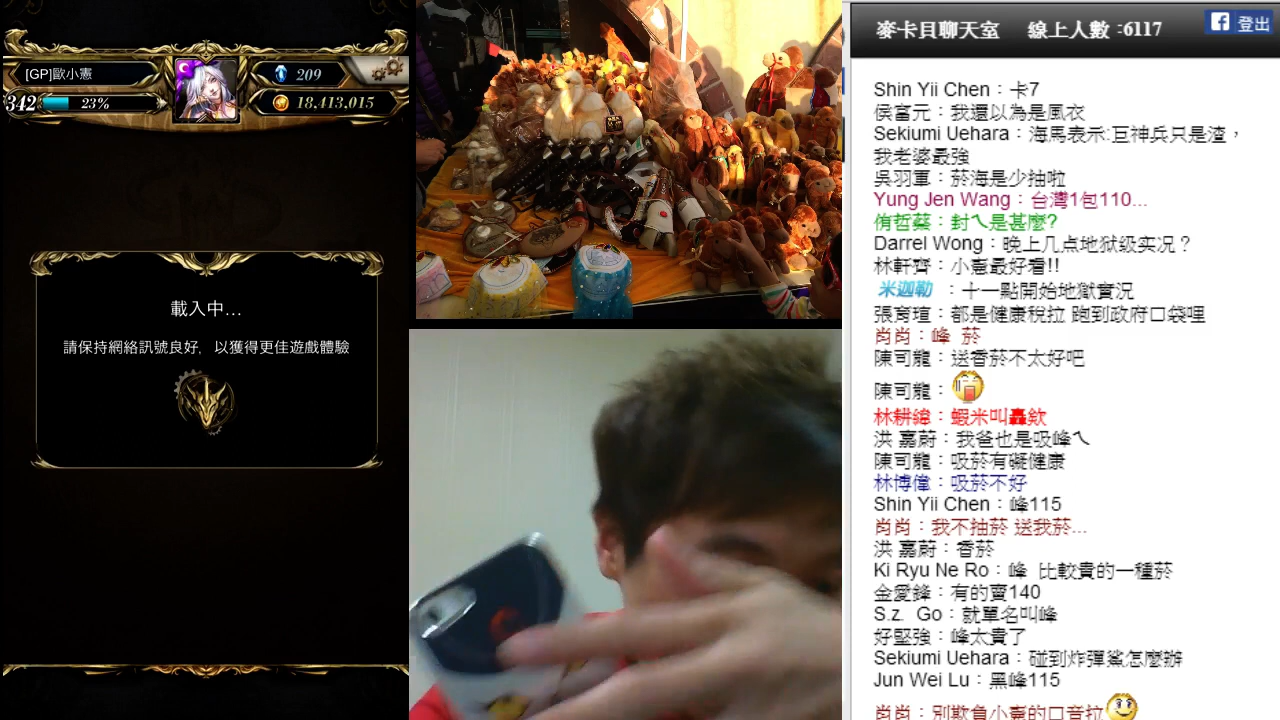 [GP]歐小憲
209
342
23%
18,413,015
載入中...
請保持網絡訊號良好, 以獲得更佳遊戲體驗
麥卡貝聊天室 線上人數 :6117
登出
Shin Yii Chen：卡7
侯富元：我還以為是風衣
Sekiumi Uehara：海馬表示:巨神兵只是渣，
我老婆最強
吳羽軍：菸海是少抽啦
Yung Jen Wang：台灣1包110...
侑哲蔡：封ㄟ是甚麼?
Darrel Wong：晚上几点地狱级实况？
林軒齊：小憲最好看!!
米迦勒 ：十一點開始地獄實況
張育瑄：都是健康稅拉 跑到政府口袋哩
肖肖：峰 菸
陳司龍：送香菸不太好吧
陳司龍：
林耕緯：蝦米叫轟欸
洪 嘉蔚：我爸也是吸峰ㄟ
陳司龍：吸菸有礙健康
林博偉：吸菸不好
Shin Yii Chen：峰115
肖肖：我不抽菸 送我菸...
洪 嘉蔚：香菸
Ki Ryu Ne Ro：峰 比較貴的一種菸
金愛鋒：有的賣140
S.z. Go：就單名叫峰
好堅強：峰太貴了
Sekiumi Uehara：碰到炸彈鯊怎麼辦
Jun Wei Lu：黑峰115
肖肖：別欺負小憲的口音拉